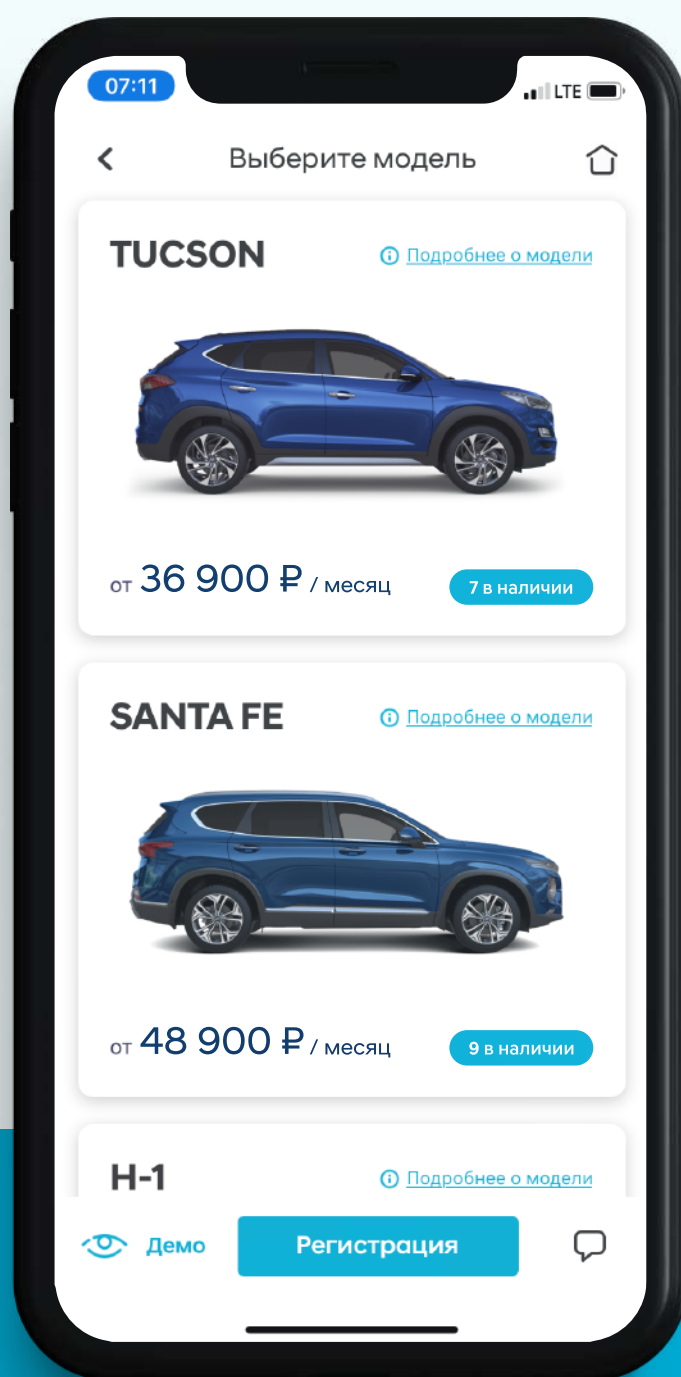 07:11
LTE
Выберите модель
TUCSON
Подробнее о модели
от 36 900 ₽ / месяц
7 в наличии
SANTA FE
Подробнее о модели
от 48 900 ₽ / месяц
9 в наличии
H-1
Подробнее о модели
Демо
Регистрация